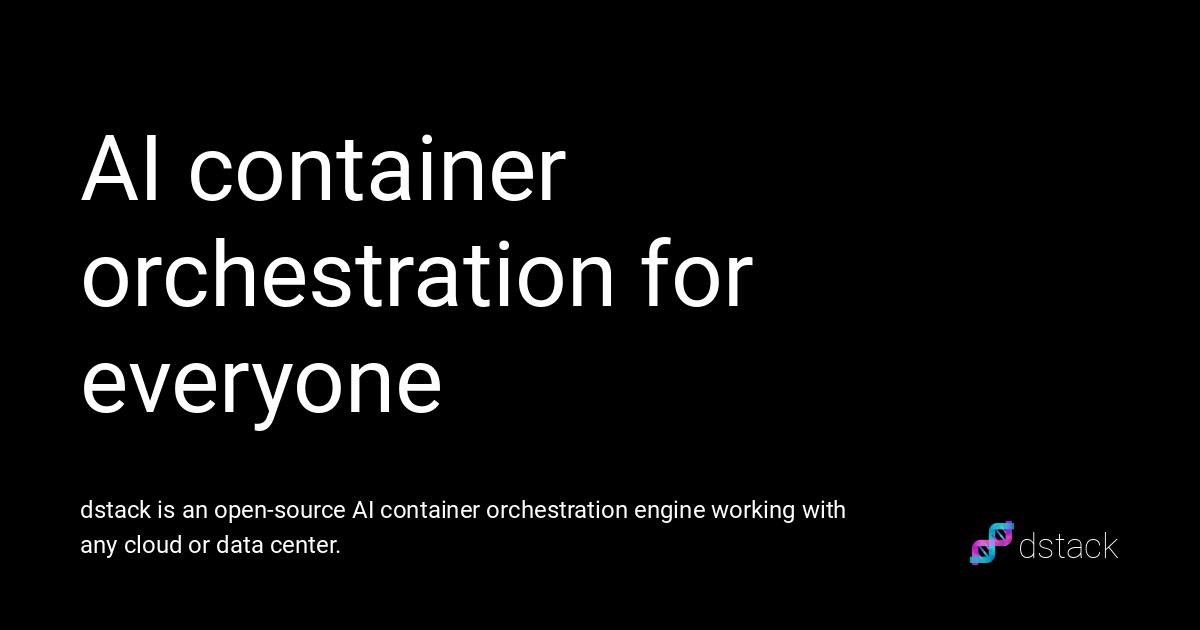 AI container
orchestration for
everyone
dstack is an open-source AI container orchestration engine working with
any cloud or data center.
dstack